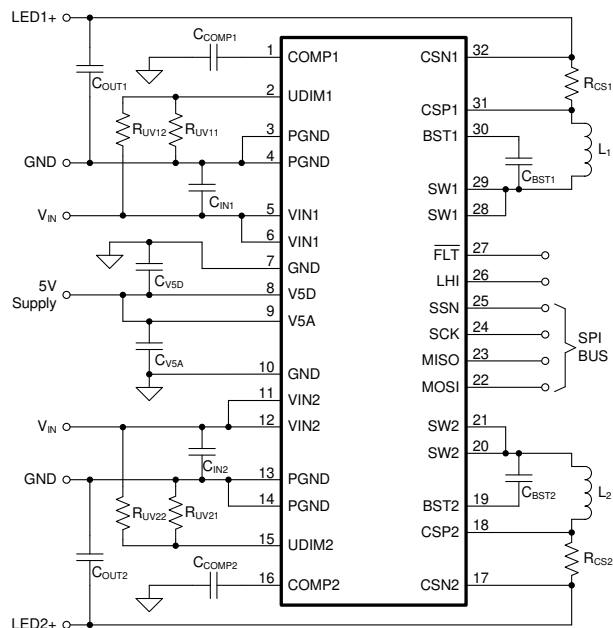 LED1+
C_COMP1
1 COMP1 CSN1 32
C_OUT1
R_CS1
2 UDIM1 CSP1 31
R_UV12 R_UV11
3 PGND BST1 30
L_1
GND
4 PGND
C_BST1
C_IN1
SW1 29
V_IN
5 VIN1 SW1 28
6 VIN1
7 GND FLT 27
C_V5D
LHI 26
5V
Supply
8 V5D SSN 25
9 V5A SCK 24
SPI
BUS
C_V5A
MISO 23
10 GND MOSI 22
11 VIN2
V_IN
12 VIN2 SW2 21
SW2 20
C_IN2
GND
13 PGND
C_BST2
L_2
14 PGND BST2 19
R_UV22 R_UV21
15 UDIM2 CSP2 18
C_OUT2
C_COMP2
R_CS2
16 COMP2 CSN2 17
LED2+